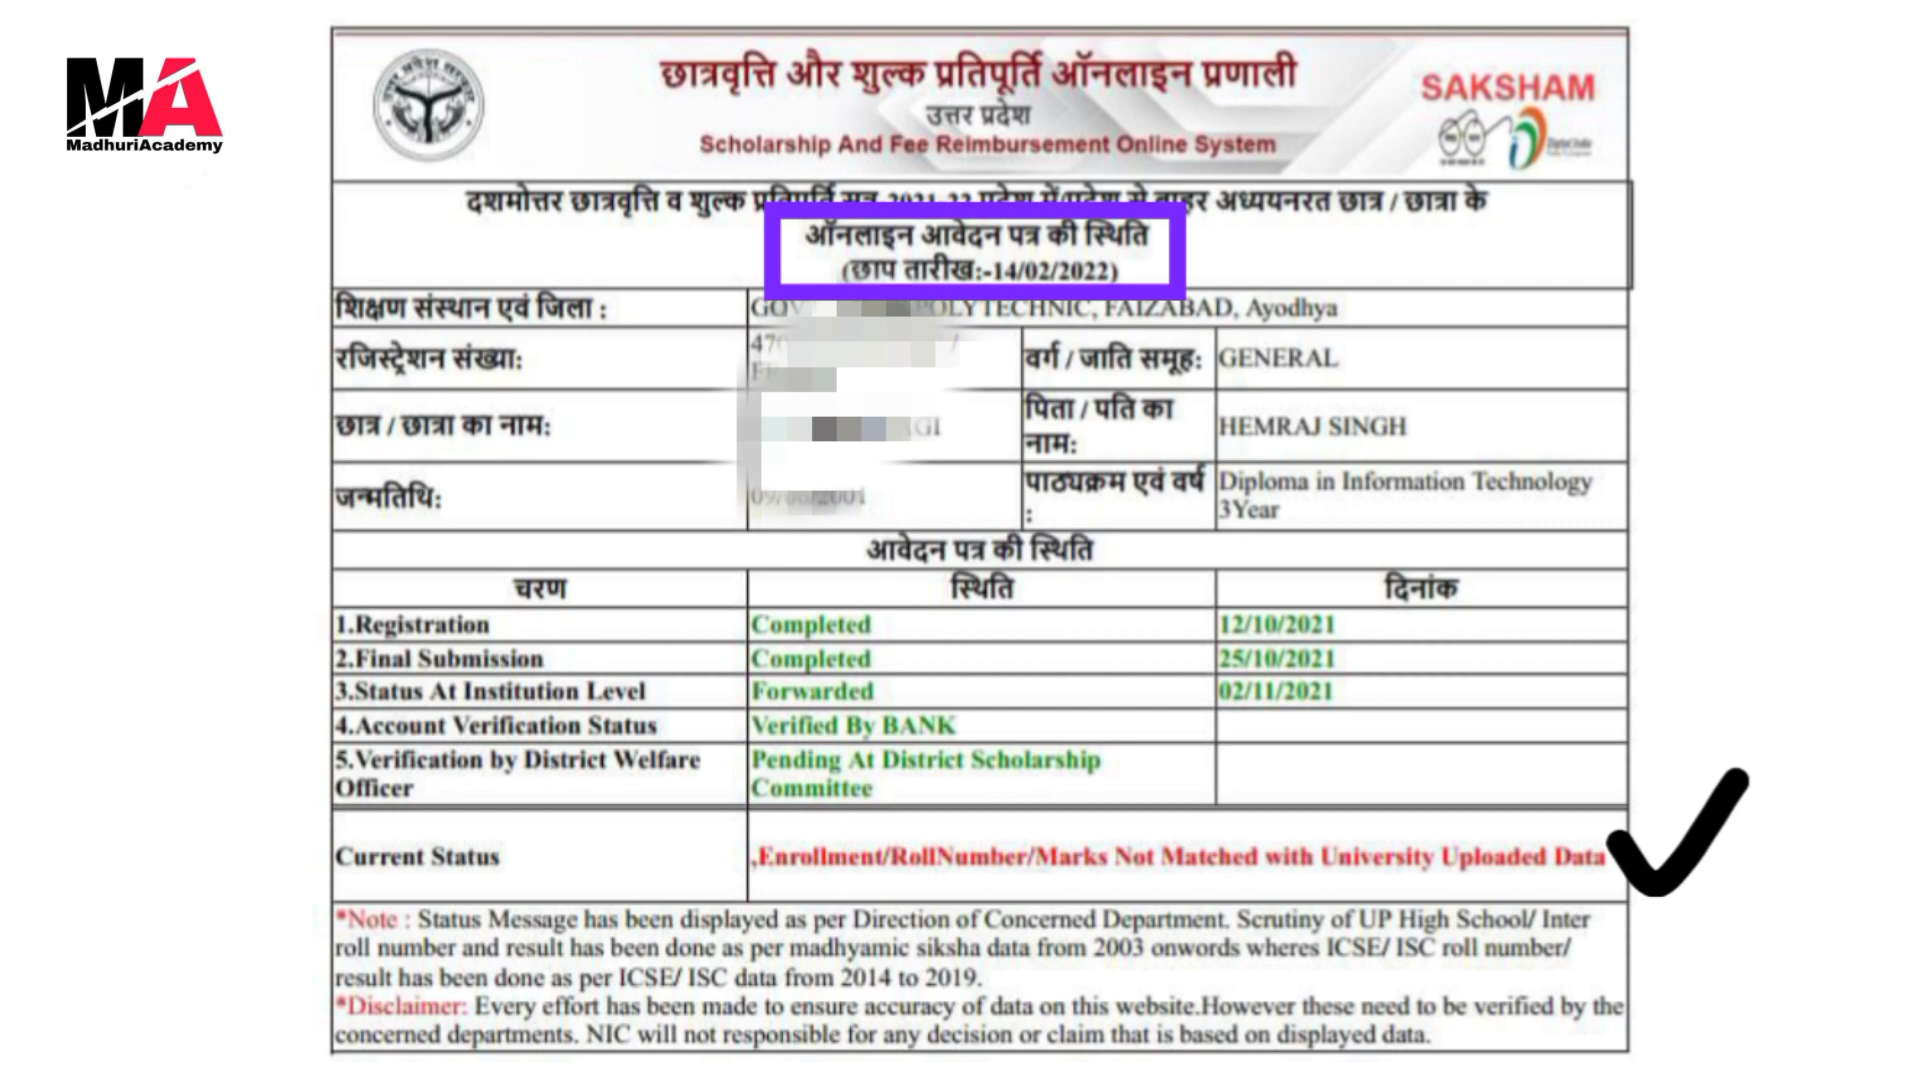 MA
MadhuriAcademy
छात्रवृत्ति और शुल्क प्रतिपूर्ति ऑनलाइन प्रणाली
उत्तर प्रदेश
Scholarship And Fee Reimbursement Online System
SAKSHAM
दशमोत्तर छात्रवृत्ति व शुल्क प्रतिपूर्ति सत्र 2021-22 प्रदेश में/प्रदेश से बाहर अध्ययनरत छात्र / छात्रा के
ऑनलाइन आवेदन पत्र की स्थिति
(छाप तारीख:-14/02/2022)
शिक्षण संस्थान एवं जिला : POLYTECHNIC, FAIZABAD, Ayodhya
रजिस्ट्रेशन संख्या: वर्ग / जाति समूह: GENERAL
छात्र / छात्रा का नाम: पिता / पति का नाम: HEMRAJ SINGH
जन्मतिथि: पाठ्यक्रम एवं वर्ष : Diploma in Information Technology
3Year
आवेदन पत्र की स्थिति
चरण स्थिति दिनांक
1.Registration Completed 12/10/2021
2.Final Submission Completed 25/10/2021
3.Status At Institution Level Forwarded 02/11/2021
4.Account Verification Status Verified By BANK
5.Verification by District Welfare Officer Pending At District Scholarship Committee
Current Status ,Enrollment/RollNumber/Marks Not Matched with University Uploaded Data
*Note : Status Message has been displayed as per Direction of Concerned Department. Scrutiny of UP High School/ Inter
roll number and result has been done as per madhyamic siksha data from 2003 onwords wheres ICSE/ ISC roll number/
result has been done as per ICSE/ ISC data from 2014 to 2019.
*Disclaimer: Every effort has been made to ensure accuracy of data on this website.However these need to be verified by the
concerned departments. NIC will not responsible for any decision or claim that is based on displayed data.